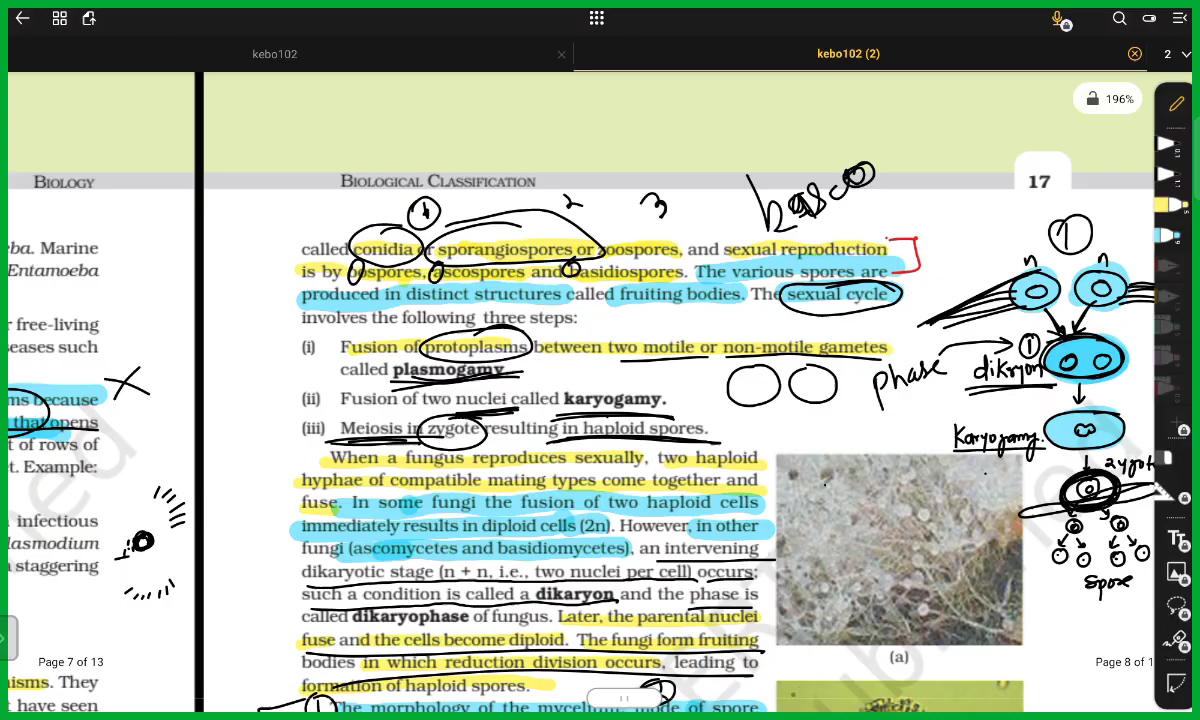 kebo102
kebo102 (2)
2
196%
BIOLOGY
BIOLOGICAL CLASSIFICATION
17
1
2
3
eba. Marine
Entamoeba
r free-living
seases such
ms because
that opens
t of rows of
et. Example:
infectious
lasmodium
staggering
Page 7 of 13
nisms. They
t have seen
called conidia or sporangiospores or zoospores, and sexual reproduction
is by oospores, ascospores and basidiospores. The various spores are
produced in distinct structures called fruiting bodies. The sexual cycle
involves the following three steps:
(i) Fusion of protoplasms between two motile or non-motile gametes
called plasmogamy.
(ii) Fusion of two nuclei called karyogamy.
(iii) Meiosis in zygote resulting in haploid spores.
When a fungus reproduces sexually, two haploid
hyphae of compatible mating types come together and
fuse. In some fungi the fusion of two haploid cells
immediately results in diploid cells (2n). However, in other
fungi (ascomycetes and basidiomycetes), an intervening
dikaryotic stage (n + n, i.e., two nuclei per cell) occurs;
such a condition is called a dikaryon and the phase is
called dikaryophase of fungus. Later, the parental nuclei
fuse and the cells become diploid. The fungi form fruiting
bodies in which reduction division occurs, leading to
formation of haploid spores.
The morphology of the mycelium, mode of spore
1
n n
1
phase dikryon
Karyogamy.
zygot
Spore
(a)
Page 8 of 1